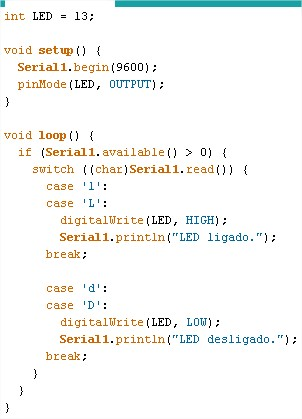 int LED = 13;
void setup() {
Serial1.begin(9600);
pinMode(LED, OUTPUT);
}
void loop() {
if (Serial1.available() > 0) {
switch ((char)Serial1.read()) {
case 'l':
case 'L':
digitalWrite(LED, HIGH);
Serial1.println("LED ligado.");
break;
case 'd':
case 'D':
digitalWrite(LED, LOW);
Serial1.println("LED desligado.");
break;
}
}
}